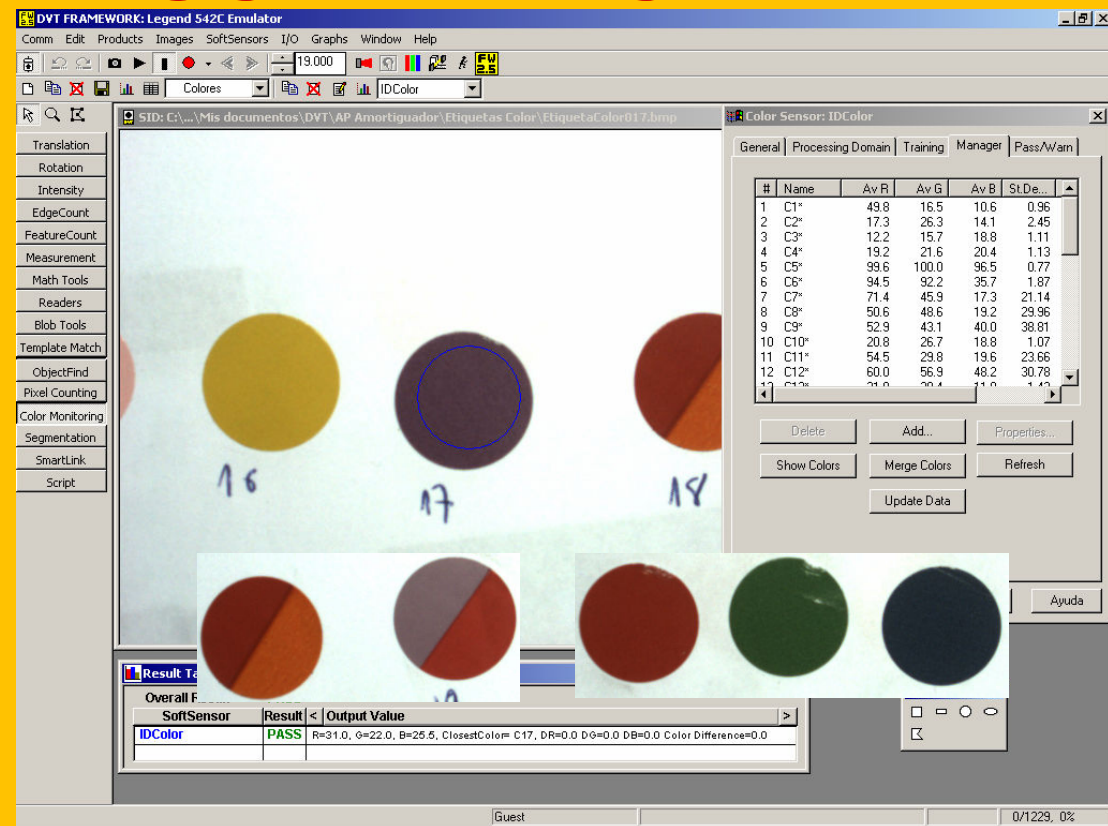 DVT FRAMEWORK: Legend 542C Emulator
Comm Edit Products Images SoftSensors I/O Graphs Window Help
19.000
FW 2.5
Colores IDColor
SID: C:\...\Mis documentos\DVT\AP Amortiguador\Etiquetas Color\EtiquetaColor017.bmp
Translation
Rotation
Intensity
EdgeCount
FeatureCount
Measurement
Math Tools
Readers
Blob Tools
Template Match
ObjectFind
Pixel Counting
Color Monitoring
Segmentation
SmartLink
Script
16
17
18
Color Sensor: IDColor
General Processing Domain Training Manager Pass/Warn
# Name Av R Av G Av B St.De...
1 C1* 49.8 16.5 10.6 0.96
2 C2* 17.3 26.3 14.1 2.45
3 C3* 12.2 15.7 18.8 1.11
4 C4* 19.2 21.6 20.4 1.13
5 C5* 99.6 100.0 96.5 0.77
6 C6* 94.5 92.2 35.7 1.87
7 C7* 71.4 45.9 17.3 21.14
8 C8* 50.6 48.6 19.2 29.96
9 C9* 52.9 43.1 40.0 38.81
10 C10* 20.8 26.7 18.8 1.07
11 C11* 54.5 29.8 19.6 23.66
12 C12* 60.0 56.9 48.2 30.78
Delete Add... Properties...
Show Colors Merge Colors Refresh
Update Data
Ayuda
Result
Overall
SoftSensor Result < Output Value >
IDColor PASS R=31.0, G=22.0, B=25.5, ClosestColor= C17, DR=0.0 DG=0.0 DB=0.0 Color Difference=0.0
Guest 0/1229, 0%